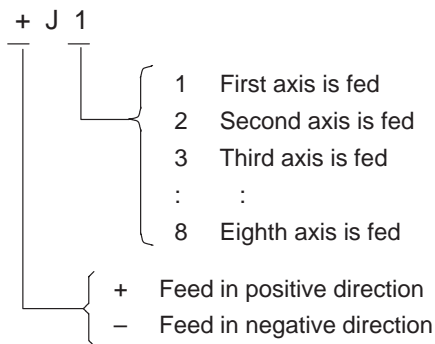 + J 1
1 First axis is fed
2 Second axis is fed
3 Third axis is fed
: :
8 Eighth axis is fed
+ Feed in positive direction
– Feed in negative direction